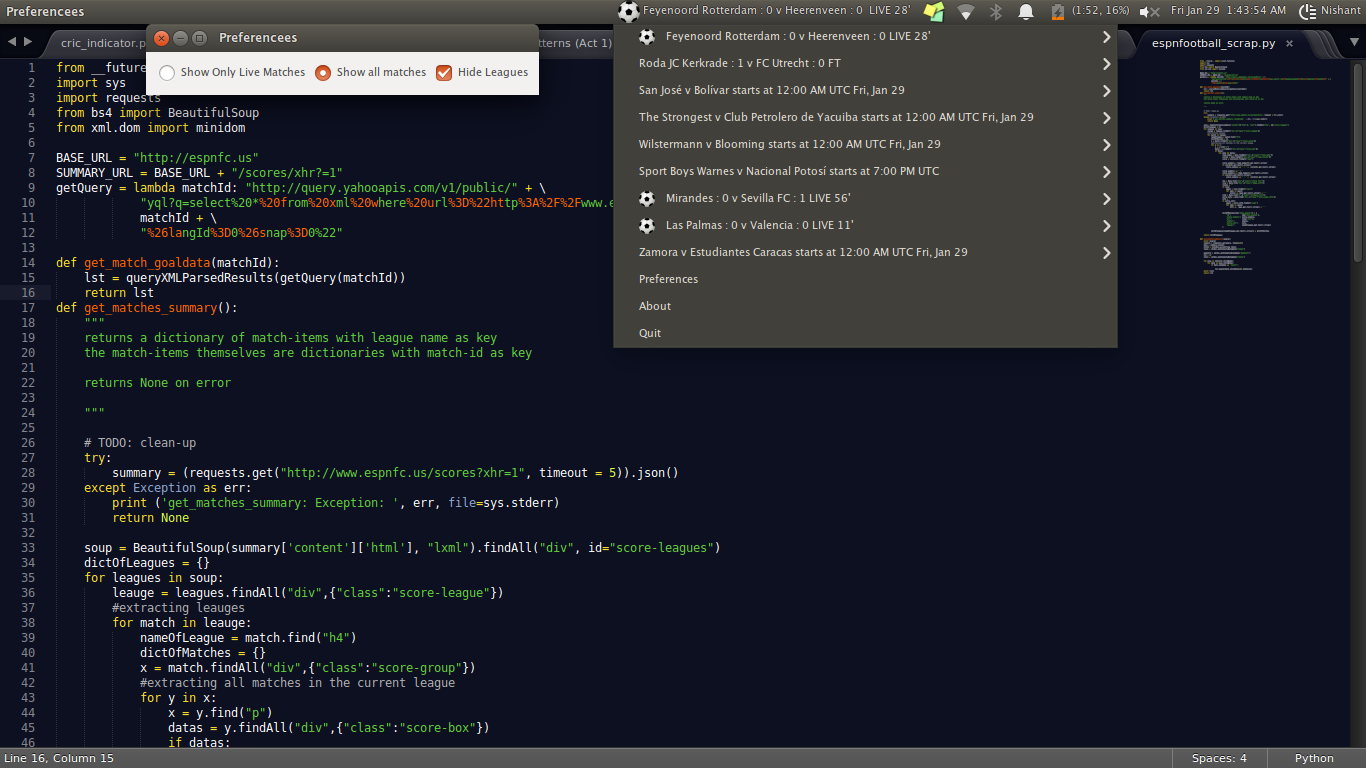 Preferencees
Feyenoord Rotterdam : 0 v Heerenveen : 0 LIVE 28'
(1:52, 16%)
Fri Jan 29 1:43:54 AM
Nishant
cric_indicator.p
Preferencees
tterns (Act 1)
espnfootball_scrap.py ×
Show Only Live Matches
Show all matches
Hide Leagues
Feyenoord Rotterdam : 0 v Heerenveen : 0 LIVE 28'
Roda JC Kerkrade : 1 v FC Utrecht : 0 FT
San José v Bolívar starts at 12:00 AM UTC Fri, Jan 29
The Strongest v Club Petrolero de Yacuiba starts at 12:00 AM UTC Fri, Jan 29
Wilstermann v Blooming starts at 12:00 AM UTC Fri, Jan 29
Sport Boys Warnes v Nacional Potosí starts at 7:00 PM UTC
Mirandes : 0 v Sevilla FC : 1 LIVE 56'
Las Palmas : 0 v Valencia : 0 LIVE 11'
Zamora v Estudiantes Caracas starts at 12:00 AM UTC Fri, Jan 29
Preferences
About
Quit
1 from __future
2 import sys
3 import requests
4 from bs4 import BeautifulSoup
5 from xml.dom import minidom
6
7 BASE_URL = "http://espnfc.us"
8 SUMMARY_URL = BASE_URL + "/scores/xhr?=1"
9 getQuery = lambda matchId: "http://query.yahooapis.com/v1/public/" + \
10 "yql?q=select%20*%20from%20xml%20where%20url%3D%22http%3A%2F%2Fwww.e
11 matchId + \
12 "%26langId%3D0%26snap%3D0%22"
13
14 def get_match_goaldata(matchId):
15 lst = queryXMLParsedResults(getQuery(matchId))
16 return lst
17 def get_matches_summary():
18 """
19 returns a dictionary of match-items with league name as key
20 the match-items themselves are dictionaries with match-id as key
21
22 returns None on error
23
24 """
25
26 # TODO: clean-up
27 try:
28 summary = (requests.get("http://www.espnfc.us/scores?xhr=1", timeout = 5)).json()
29 except Exception as err:
30 print ('get_matches_summary: Exception: ', err, file=sys.stderr)
31 return None
32
33 soup = BeautifulSoup(summary['content']['html'], "lxml").findAll("div", id="score-leagues")
34 dictOfLeagues = {}
35 for leagues in soup:
36 leauge = leagues.findAll("div",{"class":"score-league"})
37 #extracting leauges
38 for match in leauge:
39 nameOfLeague = match.find("h4")
40 dictOfMatches = {}
41 x = match.findAll("div",{"class":"score-group"})
42 #extracting all matches in the current league
43 for y in x:
44 x = y.find("p")
45 datas = y.findAll("div",{"class":"score-box"})
46 if datas:
Line 16, Column 15
Spaces: 4
Python